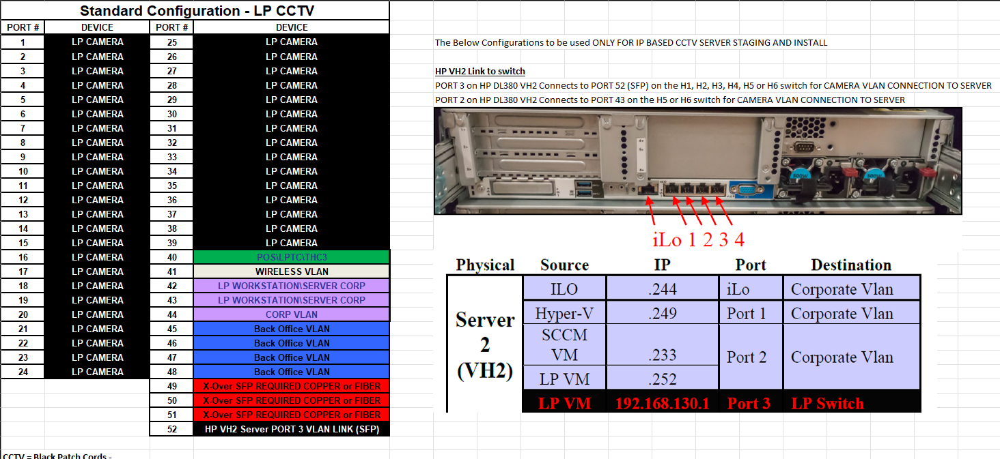 Standard Configuration - LP CCTV
PORT # DEVICE PORT # DEVICE
1 LP CAMERA 25 LP CAMERA
2 LP CAMERA 26 LP CAMERA
3 LP CAMERA 27 LP CAMERA
4 LP CAMERA 28 LP CAMERA
5 LP CAMERA 29 LP CAMERA
6 LP CAMERA 30 LP CAMERA
7 LP CAMERA 31 LP CAMERA
8 LP CAMERA 32 LP CAMERA
9 LP CAMERA 33 LP CAMERA
10 LP CAMERA 34 LP CAMERA
11 LP CAMERA 35 LP CAMERA
12 LP CAMERA 36 LP CAMERA
13 LP CAMERA 37 LP CAMERA
14 LP CAMERA 38 LP CAMERA
15 LP CAMERA 39 LP CAMERA
16 LP CAMERA 40 POS\LPTC\THC3
17 LP CAMERA 41 WIRELESS VLAN
18 LP CAMERA 42 LP WORKSTATION\SERVER CORP
19 LP CAMERA 43 LP WORKSTATION\SERVER CORP
20 LP CAMERA 44 CORP VLAN
21 LP CAMERA 45 Back Office VLAN
22 LP CAMERA 46 Back Office VLAN
23 LP CAMERA 47 Back Office VLAN
24 LP CAMERA 48 Back Office VLAN
49 X-Over SFP REQUIRED COPPER or FIBER
50 X-Over SFP REQUIRED COPPER or FIBER
51 X-Over SFP REQUIRED COPPER or FIBER
52 HP VH2 Server PORT 3 VLAN LINK (SFP)
CCTV = Black Patch Cords -
The Below Configurations to be used ONLY FOR IP BASED CCTV SERVER STAGING AND INSTALL
HP VH2 Link to switch
PORT 3 on HP DL380 VH2 Connects to PORT 52 (SFP) on the H1, H2, H3, H4, H5 or H6 switch for CAMERA VLAN CONNECTION TO SERVER
PORT 2 on HP DL380 VH2 Connects to PORT 43 on the H5 or H6 switch for CAMERA VLAN CONNECTION TO SERVER
500W 500W
iLo 1 2 3 4
Physical Source IP Port Destination
Server 2 (VH2)
ILO .244 iLo Corporate Vlan
Hyper-V .249 Port 1 Corporate Vlan
SCCM
VM .233 Port 2 Corporate Vlan
LP VM .252
LP VM 192.168.130.1 Port 3 LP Switch